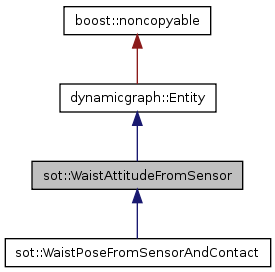 boost::noncopyable
dynamicgraph::Entity
sot::WaistAttitudeFromSensor
sot::WaistPoseFromSensorAndContact